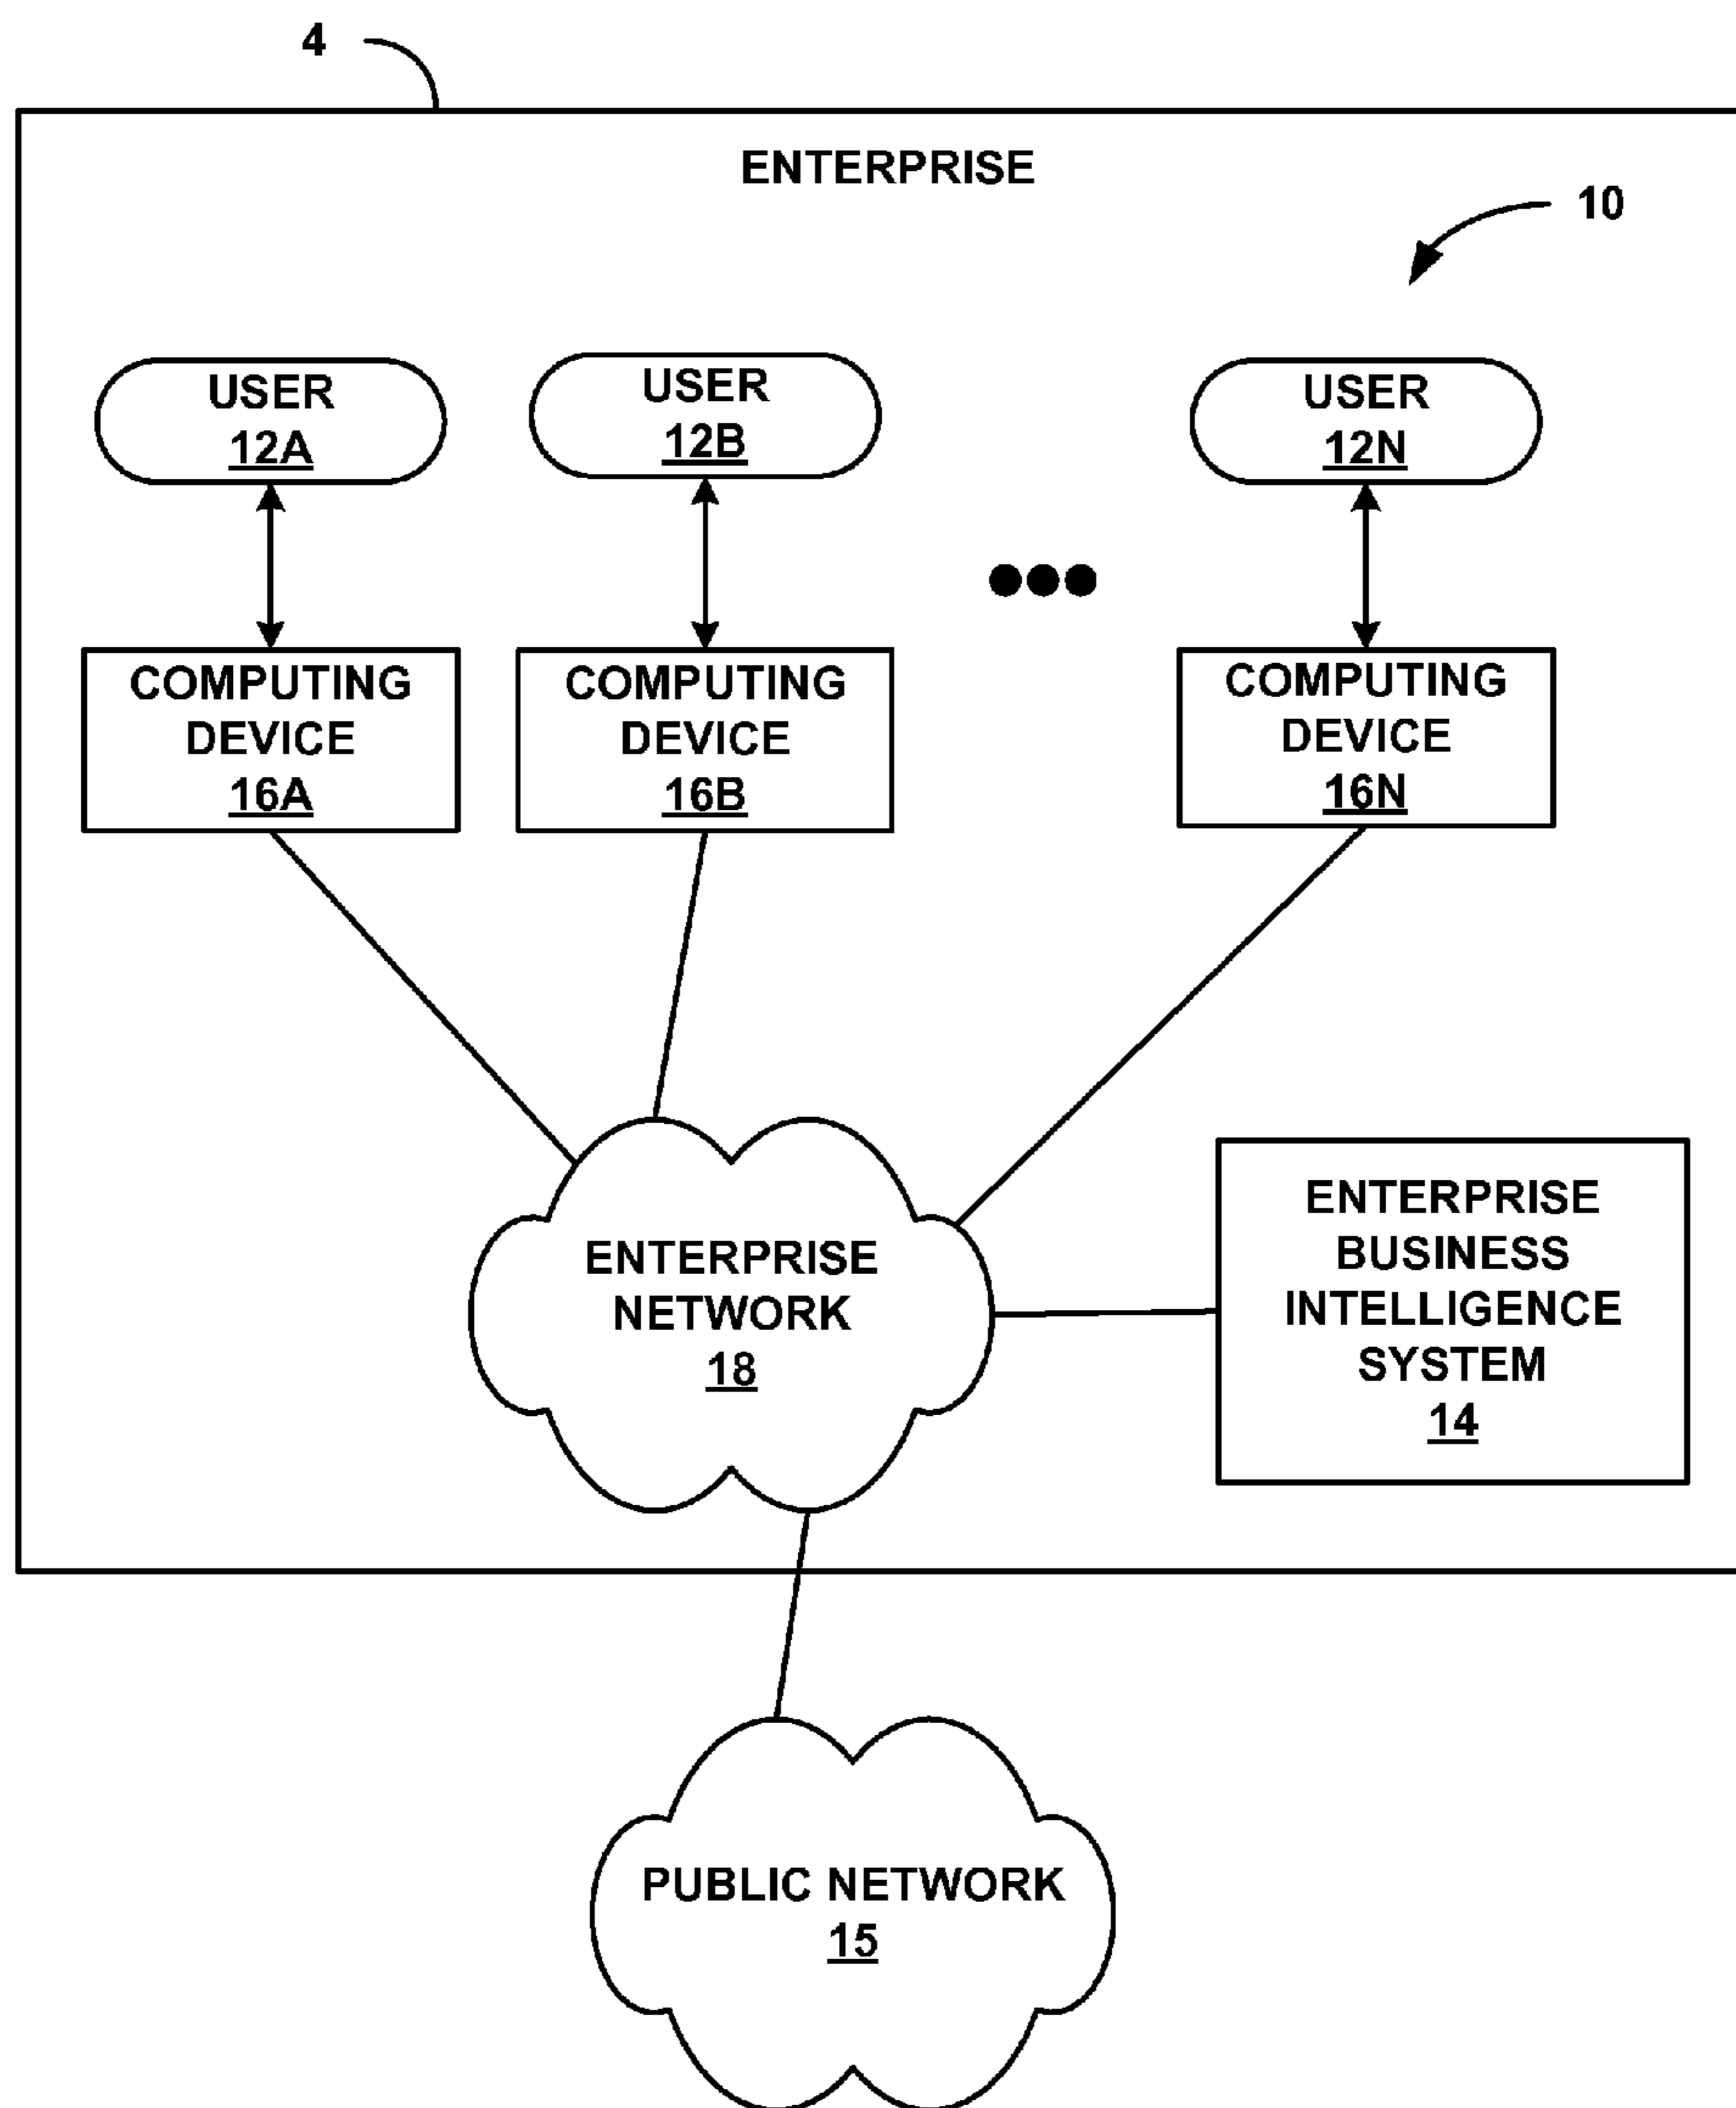 4
ENTERPRISE
10
USER
12A
USER
12B
USER
12N
COMPUTING
DEVICE
16A
COMPUTING
DEVICE
16B
COMPUTING
DEVICE
16N
ENTERPRISE
NETWORK
18
ENTERPRISE
BUSINESS
INTELLIGENCE
SYSTEM
14
PUBLIC NETWORK
15